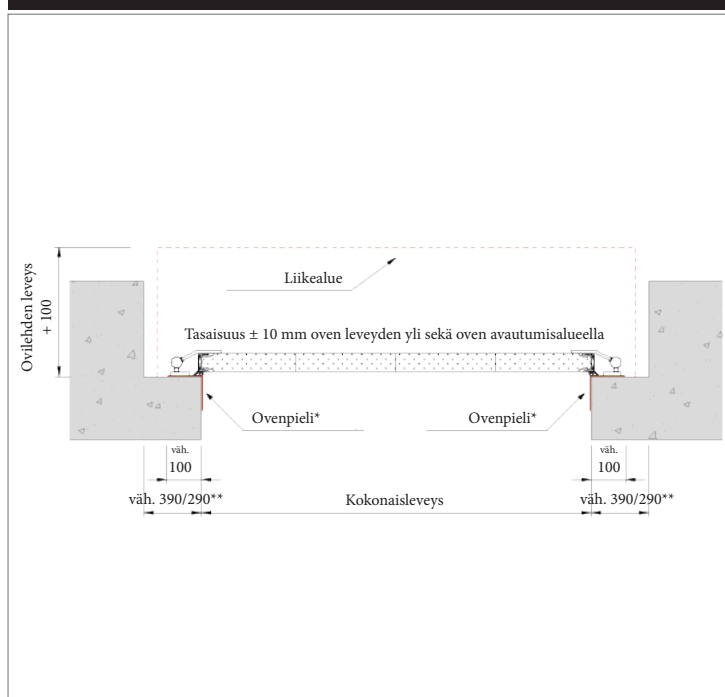 Ovilehden leveys
+ 100
Liikealue
Tasaisuus ± 10 mm oven leveyden yli sekä oven avautumisalueella
Ovenpieli*
Ovenpieli*
väh.
100
väh.
100
väh. 390/290**
Kokonaisleveys
väh. 390/290**